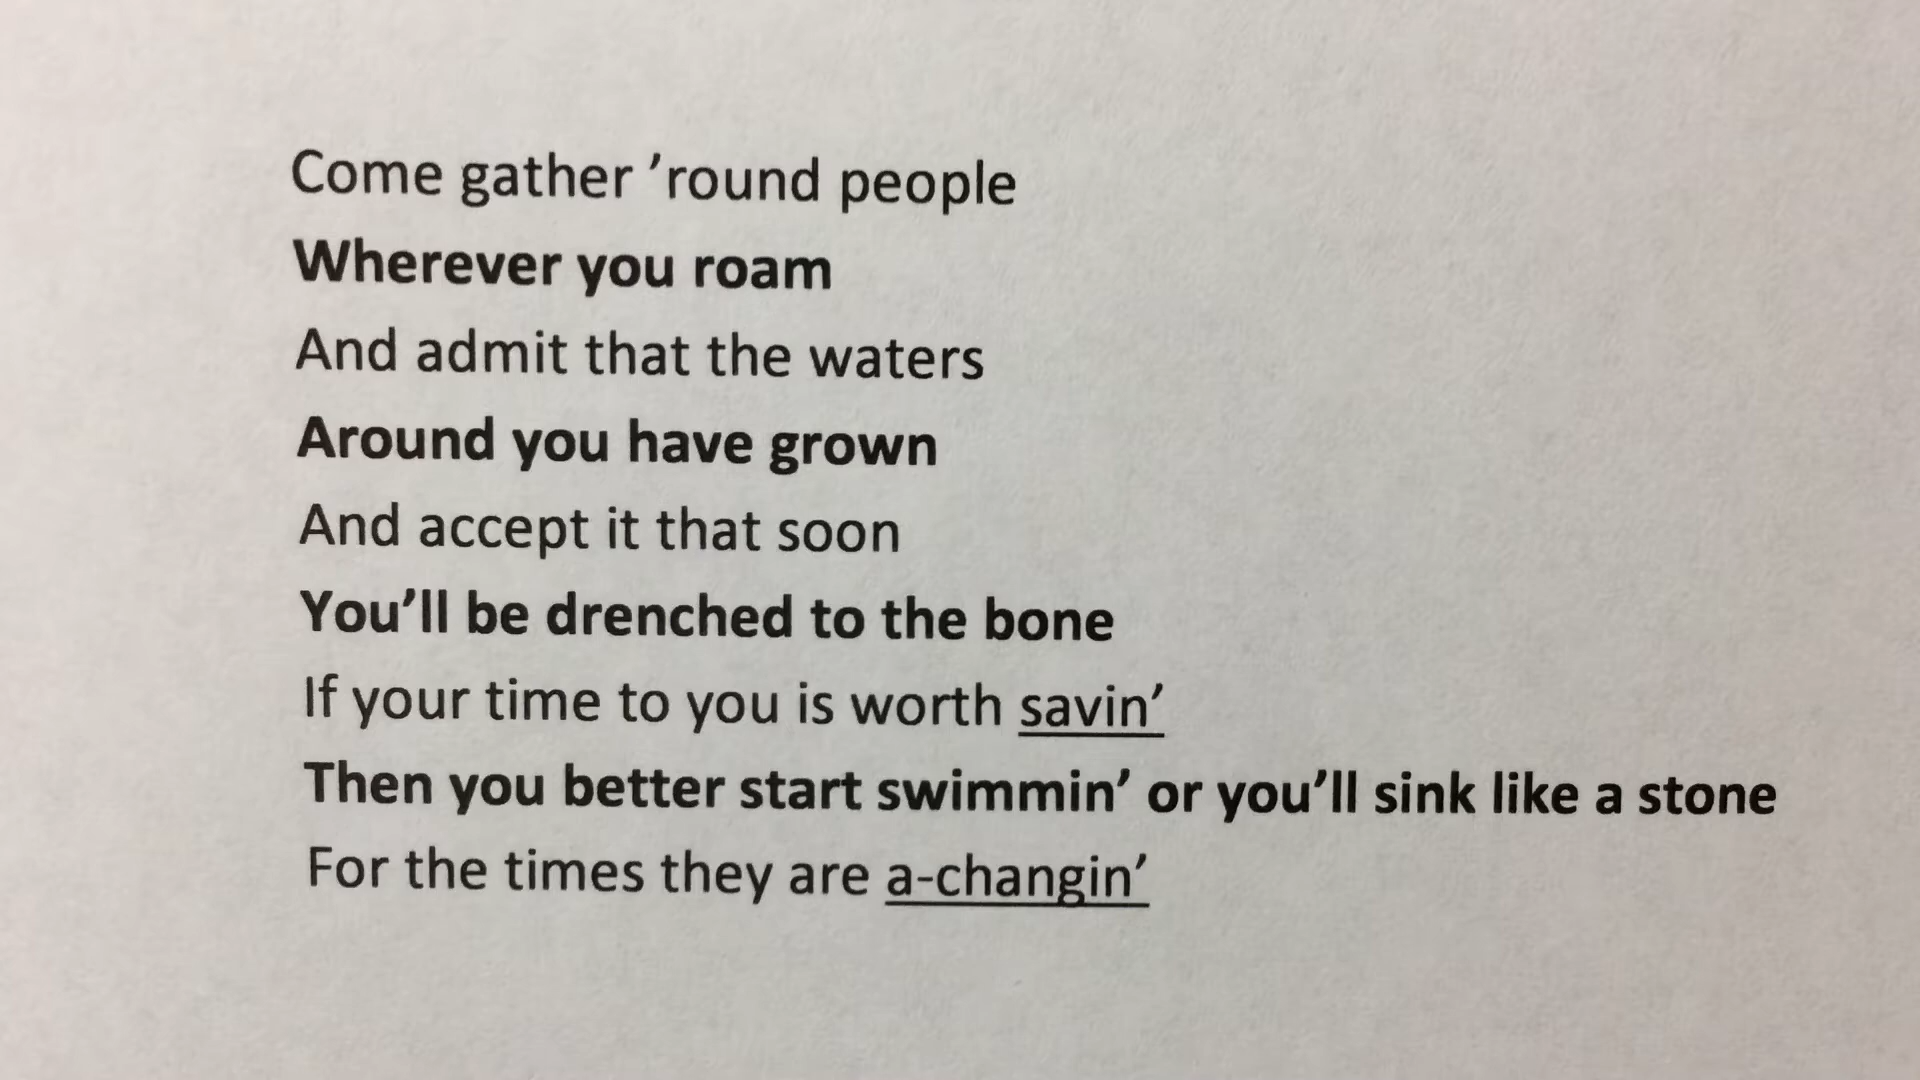 Come gather ’round people
Wherever you roam
And admit that the waters
Around you have grown
And accept it that soon
You’ll be drenched to the bone
If your time to you is worth savin’
Then you better start swimmin’ or you’ll sink like a stone
For the times they are a-changin’